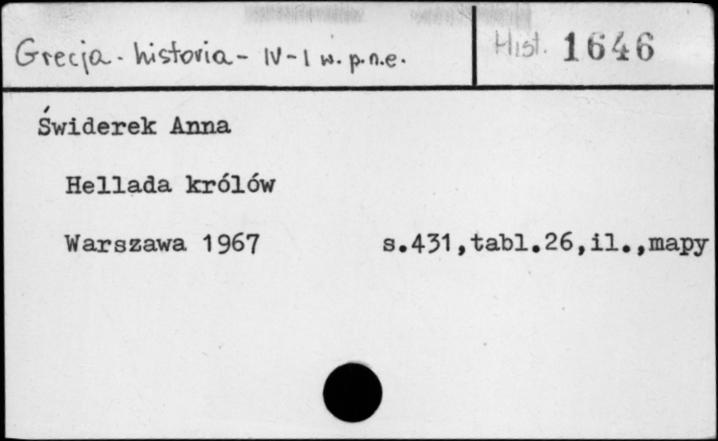 Grecja - historia - IV - I w. p.n.e.
Hist. 1646
Świderek Anna
Hellada królów
Warszawa 1967 s.431,tabl.26,il.,mapy